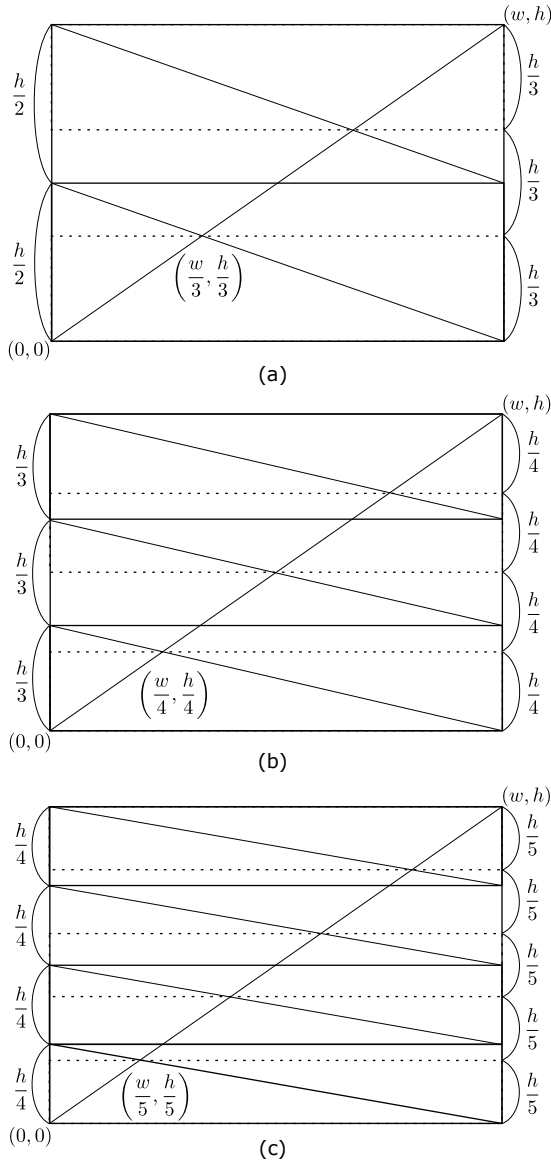 (w, h)
h/2
h/3
h/3
h/2
(w/3, h/3)
h/3
(0, 0)
(a)
(w, h)
h/3
h/4
h/4
h/3
h/4
h/3
(w/4, h/4)
h/4
(0, 0)
(b)
(w, h)
h/4
h/5
h/5
h/4
h/5
h/4
h/5
h/4
(w/5, h/5)
h/5
(0, 0)
(c)